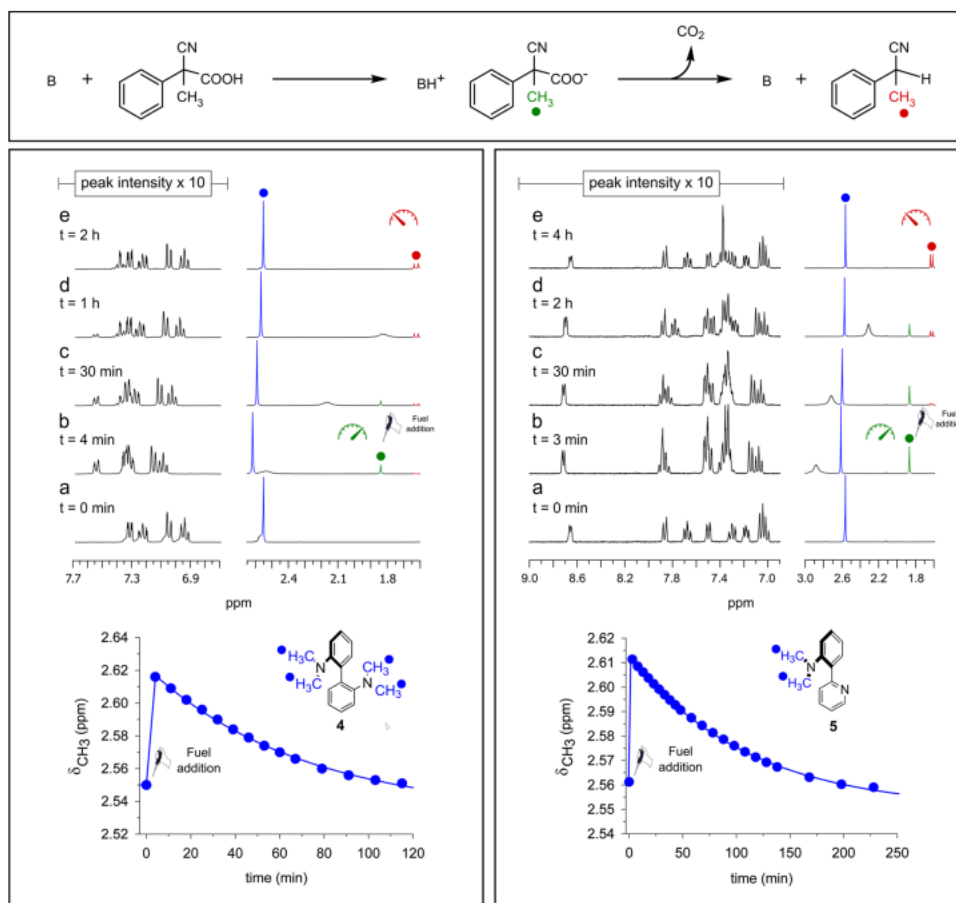 CN
CO₂
CN
CN
B
+
COOH
BH⁺
COO⁻
B
+
H
CH₃
CH₃
CH₃
peak intensity x 10
e
t = 2 h
d
t = 1 h
c
t = 30 min
b
t = 4 min
Fuel
addition
a
t = 0 min
7.7
7.3
6.9
2.4
2.1
1.8
ppm
δCH₃ (ppm)
2.64
2.62
2.60
2.58
2.56
2.54
2.52
0
20
40
60
80
100
120
time (min)
Fuel
addition
H₃C
N
H₃C
CH₃
N
CH₃
4
peak intensity x 10
e
t = 4 h
d
t = 2 h
c
t = 30 min
b
t = 3 min
Fuel
addition
a
t = 0 min
9.0
8.6
8.2
7.8
7.4
7.0
3.0
2.6
2.2
1.8
ppm
δCH₃ (ppm)
2.62
2.61
2.60
2.59
2.58
2.57
2.56
2.55
2.54
0
50
100
150
200
250
time (min)
Fuel
addition
H₃C
N
H₃C
N
5